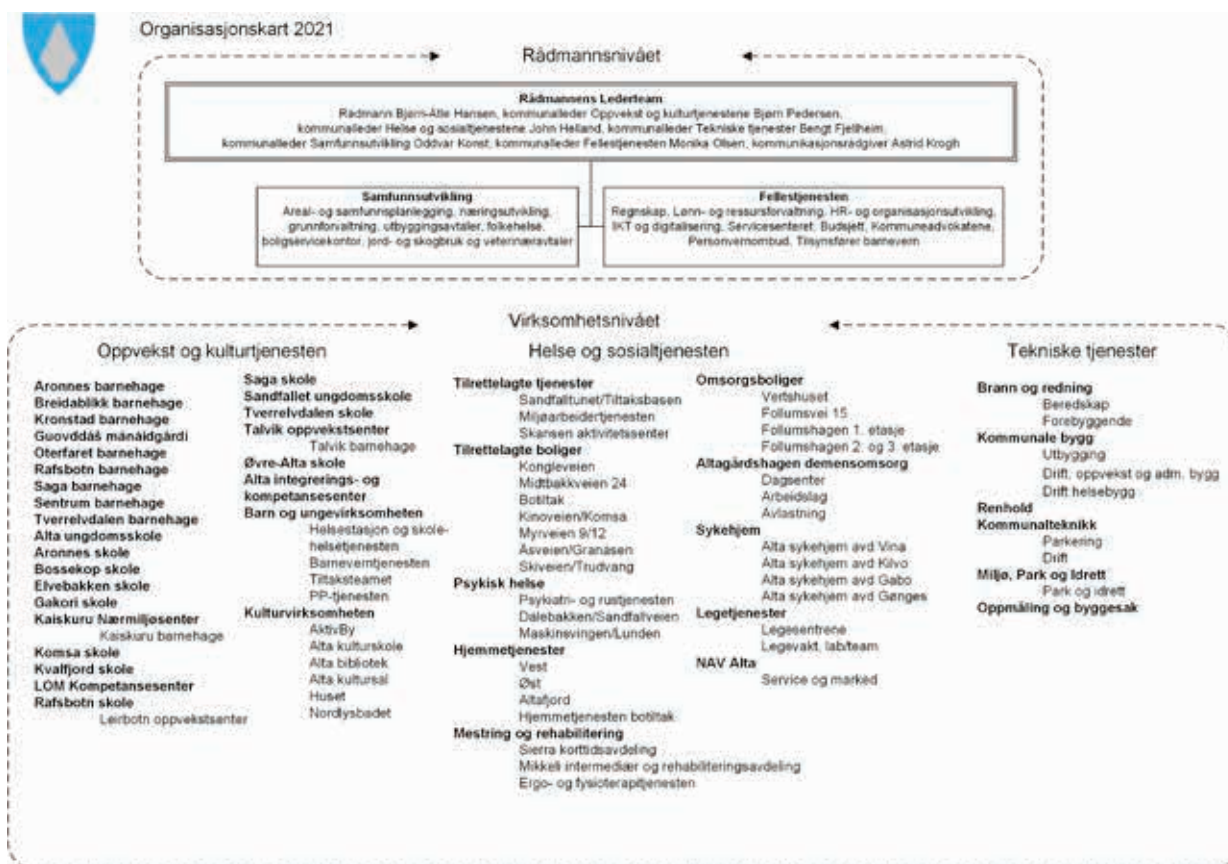 Organisasjonskart 2021
Rådmannsnivået
Rådmannens Lederteam
Rådmann Bjørn-Atle Hansen, kommunalleder Oppvekst og kulturtjenestene Bjørn Pedersen,
kommunalleder Helse og sosialtjenestene John Helland, kommunalleder Tekniske tjenester Bengt Fjellheim,
kommunalleder Samfunnsutvikling Oddvar Konst, kommunalleder Fellestjenesten Monika Olsen, kommunikasjonsrådgiver Astrid Krogh
Samfunnsutvikling
Areal- og samfunnsplanlegging, næringsutvikling,
grunnforvaltning, utbyggingsavtaler, folkehelse,
boligservicekontor, jord- og skogbruk og veterinæravtaler
Fellestjenesten
Regnskap, Lønn- og ressursforvaltning, HR- og organisasjonsutvikling,
IKT og digitalisering, Servicesenteret, Budsjett, Kommuneadvokatene,
Personvernombud, Tilsynsfører barnevern
Virksomhetsnivået
Oppvekst og kulturtjenesten
Aronnes barnehage
Breidablikk barnehage
Kronstad barnehage
Guovddáš mánáidgárdi
Oterfaret barnehage
Rafsbotn barnehage
Saga barnehage
Sentrum barnehage
Tverrelvdalen barnehage
Alta ungdomsskole
Aronnes skole
Bossekop skole
Elvebakken skole
Gakori skole
Kaiskuru Nærmiljøsenter
Kaiskuru barnehage
Komsa skole
Kvalfjord skole
LOM Kompetansesenter
Rafsbotn skole
Leirbotn oppvekstsenter
Saga skole
Sandfallet ungdomsskole
Tverrelvdalen skole
Talvik oppvekstsenter
Talvik barnehage
Øvre-Alta skole
Alta integrerings- og
kompetansesenter
Barn og ungevirksomheten
Helsestasjon og skole-
helsetjenesten
Barneverntjenesten
Tiltaksteamet
PP-tjenesten
Kulturvirksomheten
AktivBy
Alta kulturskole
Alta bibliotek
Alta kultursal
Huset
Nordlysbadet
Helse og sosialtjenesten
Tilrettelagte tjenester
Sandfalltunet/Tiltaksbasen
Miljøarbeidertjenesten
Skansen aktivitetssenter
Tilrettelagte boliger
Kongleveien
Midtbakkveien 24
Botiltak
Kinoveien/Komsa
Myrveien 9/12
Åsveien/Granåsen
Skiveien/Trudvang
Psykisk helse
Psykiatri- og rustjenesten
Dalebakken/Sandfallveien
Maskinsvingen/Lunden
Hjemmetjenester
Vest
Øst
Altafjord
Hjemmetjenesten botiltak
Mestring og rehabilitering
Sierra korttidsavdeling
Mikkeli intermediær og rehabiliteringsavdeling
Ergo- og fysioterapitjenesten
Omsorgsboliger
Vertshuset
Follumsvei 15
Follumshagen 1. etasje
Follumshagen 2. og 3. etasje
Altagårdshagen demensomsorg
Dagsenter
Arbeidslag
Avlastning
Sykehjem
Alta sykehjem avd Vina
Alta sykehjem avd Kilvo
Alta sykehjem avd Gabo
Alta sykehjem avd Gønges
Legetjenester
Legesentrene
Legevakt, lab/team
NAV Alta
Service og marked
Tekniske tjenester
Brann og redning
Beredskap
Forebyggende
Kommunale bygg
Utbygging
Drift, oppvekst og adm. bygg
Drift helsebygg
Renhold
Kommunalteknikk
Parkering
Drift
Miljø, Park og Idrett
Park og idrett
Oppmåling og byggesak